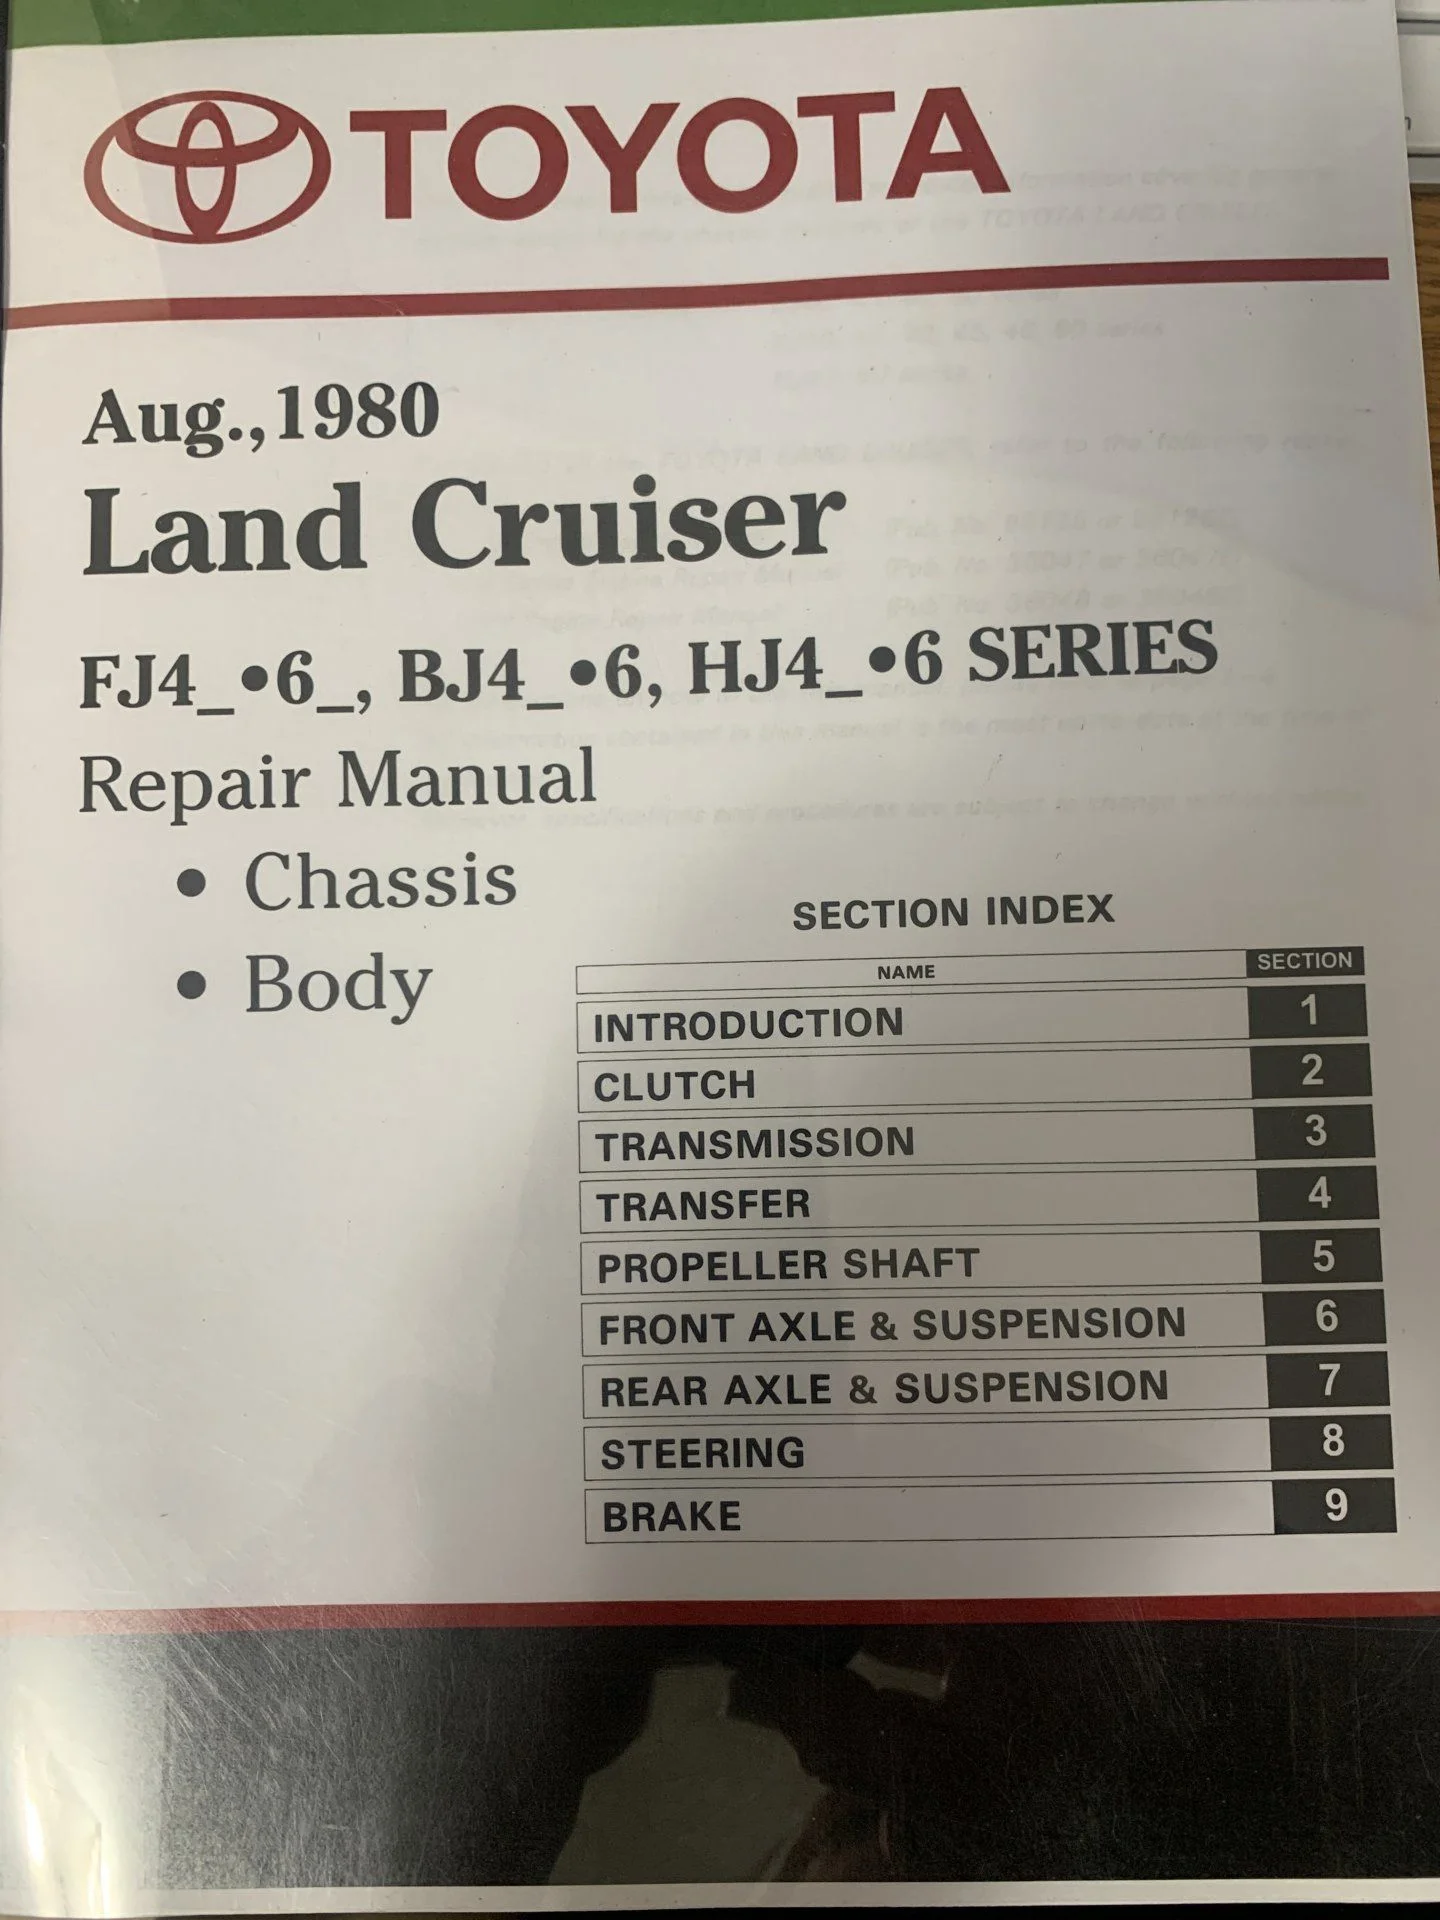 TOYOTA
Aug.,1980
Land Cruiser
FJ4_•6_, BJ4_•6, HJ4_•6 SERIES
Repair Manual
• Chassis
• Body
SECTION INDEX
NAME SECTION
INTRODUCTION 1
CLUTCH 2
TRANSMISSION 3
TRANSFER 4
PROPELLER SHAFT 5
FRONT AXLE & SUSPENSION 6
REAR AXLE & SUSPENSION 7
STEERING 8
BRAKE 9